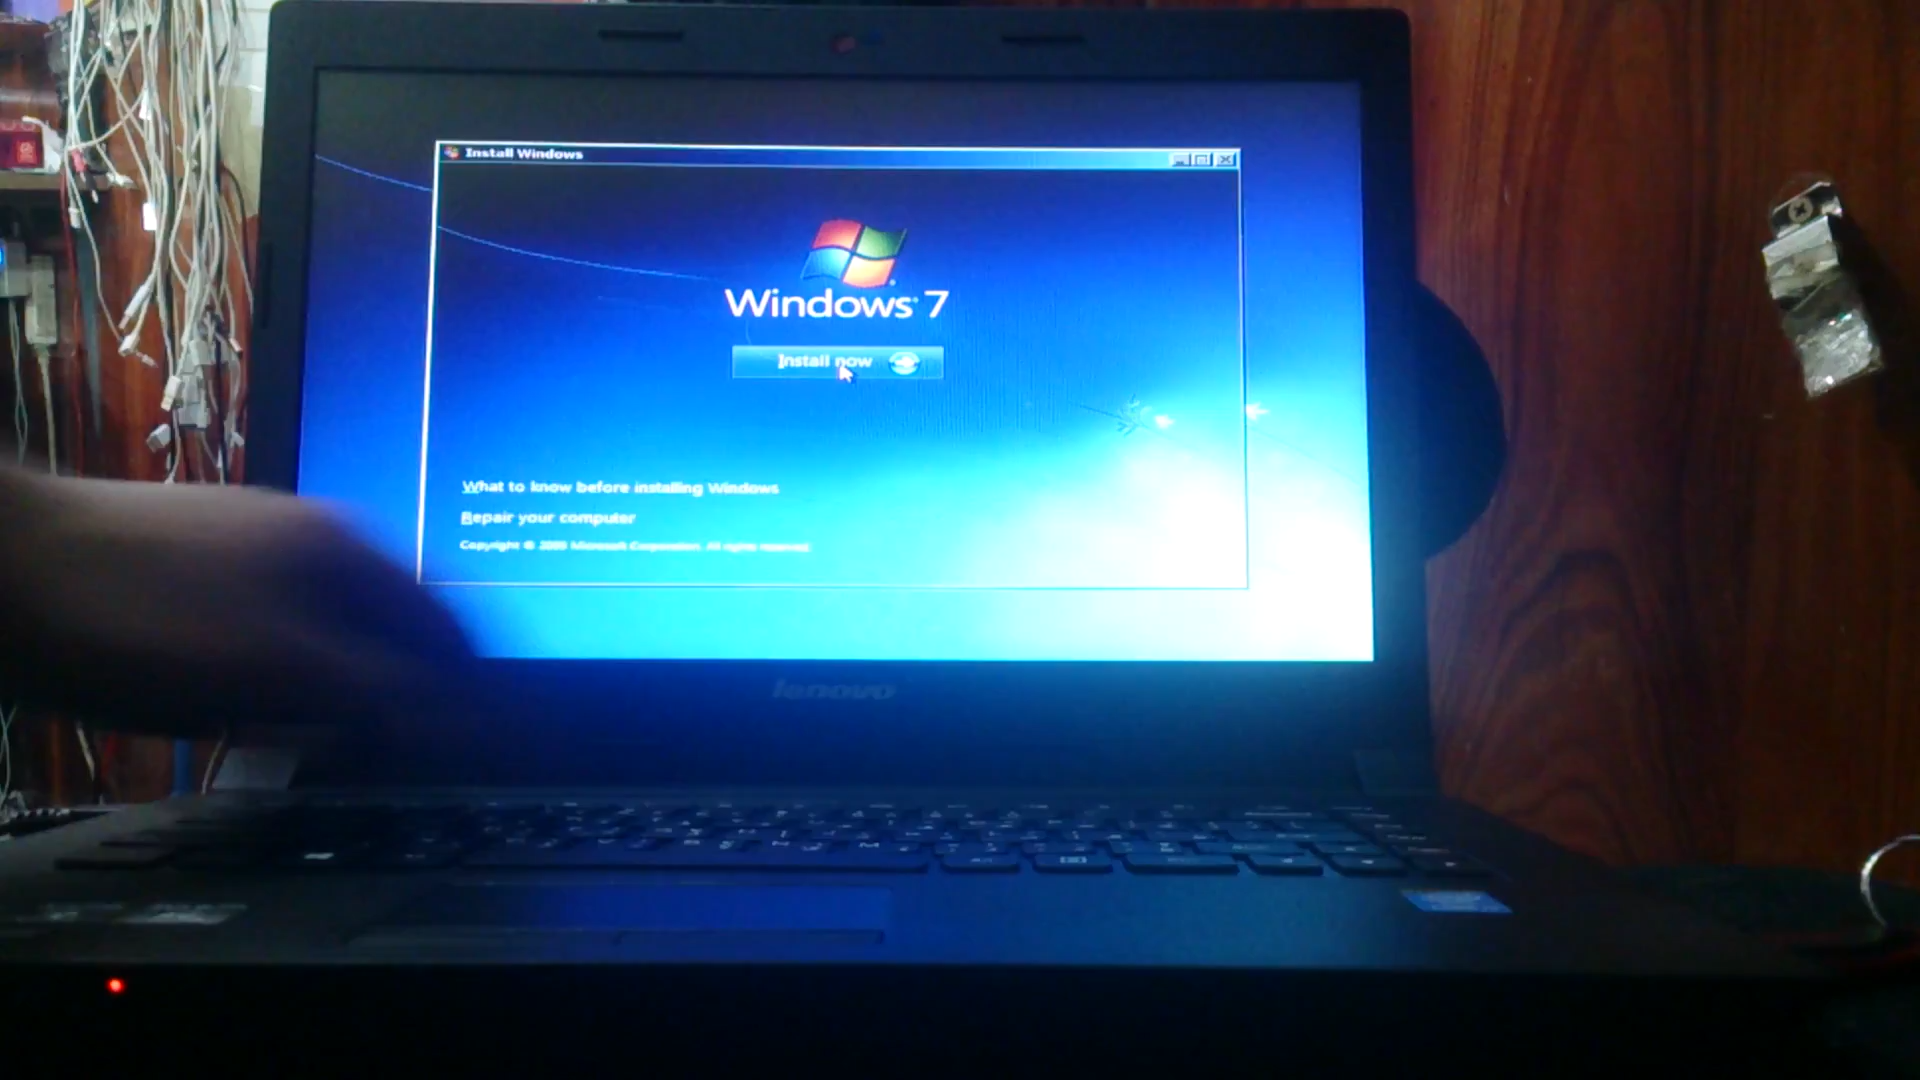 Install Windows
Windows 7
Install now
What to know before installing Windows
Repair your computer
Copyright © 2009 Microsoft Corporation. All rights reserved.
lenovo